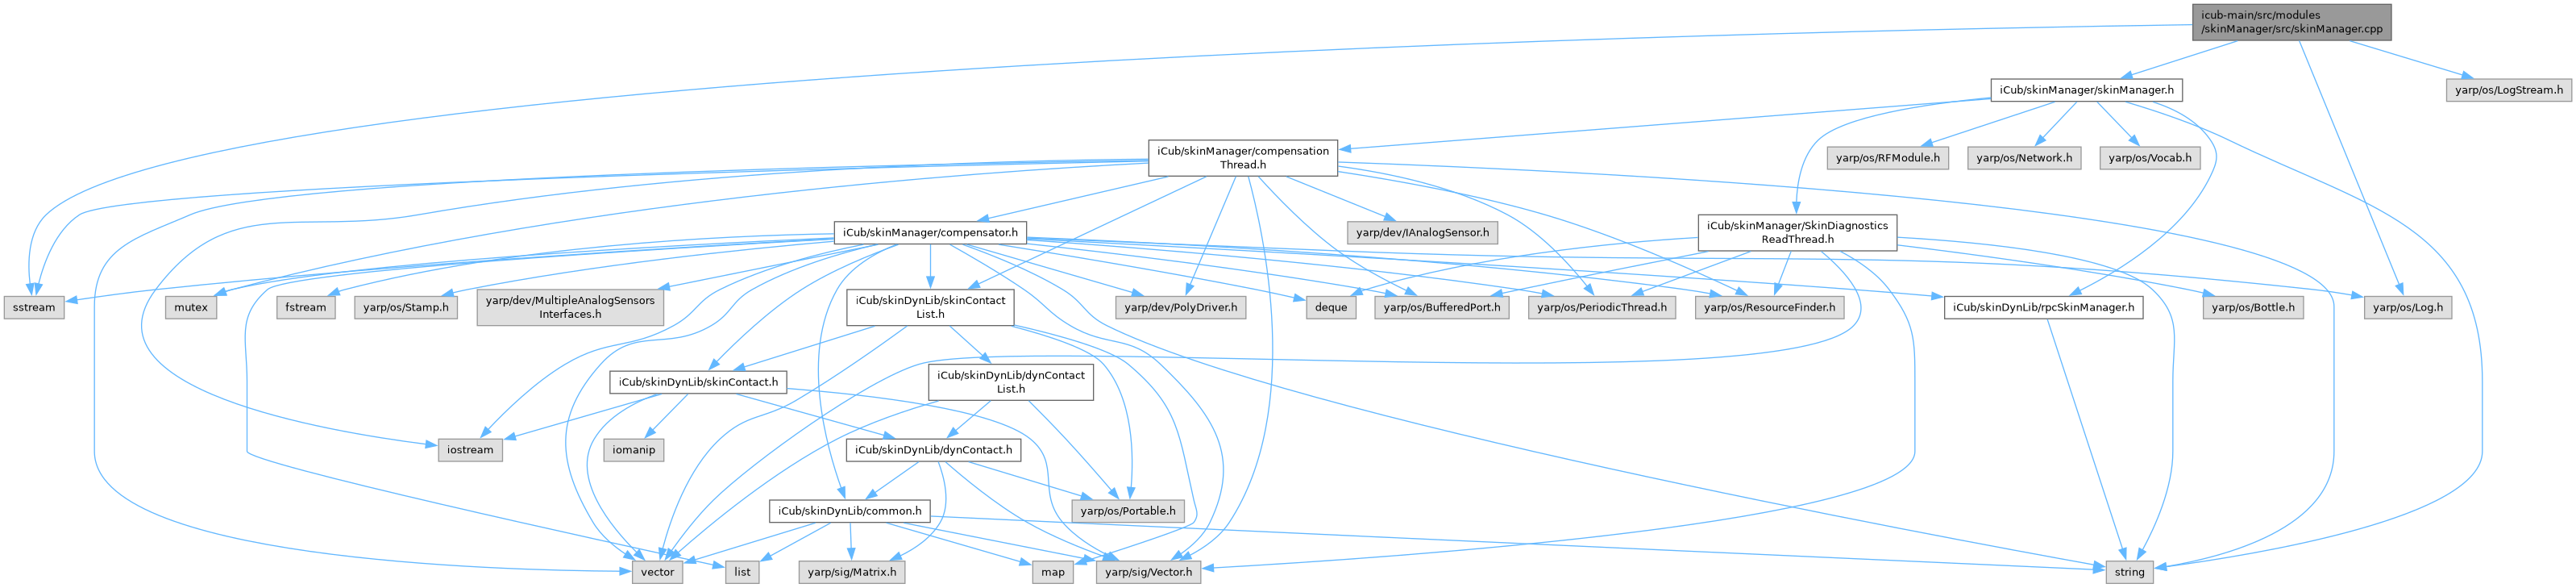 icub-main/src/modules
/skinManager/src/skinManager.cpp
iCub/skinManager/skinManager.h
yarp/os/LogStream.h
iCub/skinManager/compensation
Thread.h
yarp/os/RFModule.h
yarp/os/Network.h
yarp/os/Vocab.h
iCub/skinManager/compensator.h
yarp/dev/IAnalogSensor.h
iCub/skinManager/SkinDiagnostics
ReadThread.h
sstream
mutex
fstream
yarp/os/Stamp.h
yarp/dev/MultipleAnalogSensors
Interfaces.h
iCub/skinDynLib/skinContact
List.h
yarp/dev/PolyDriver.h
deque
yarp/os/BufferedPort.h
yarp/os/PeriodicThread.h
yarp/os/ResourceFinder.h
iCub/skinDynLib/rpcSkinManager.h
yarp/os/Bottle.h
yarp/os/Log.h
iCub/skinDynLib/skinContact.h
iCub/skinDynLib/dynContact
List.h
iostream
iomanip
iCub/skinDynLib/dynContact.h
iCub/skinDynLib/common.h
yarp/os/Portable.h
vector
list
yarp/sig/Matrix.h
map
yarp/sig/Vector.h
string